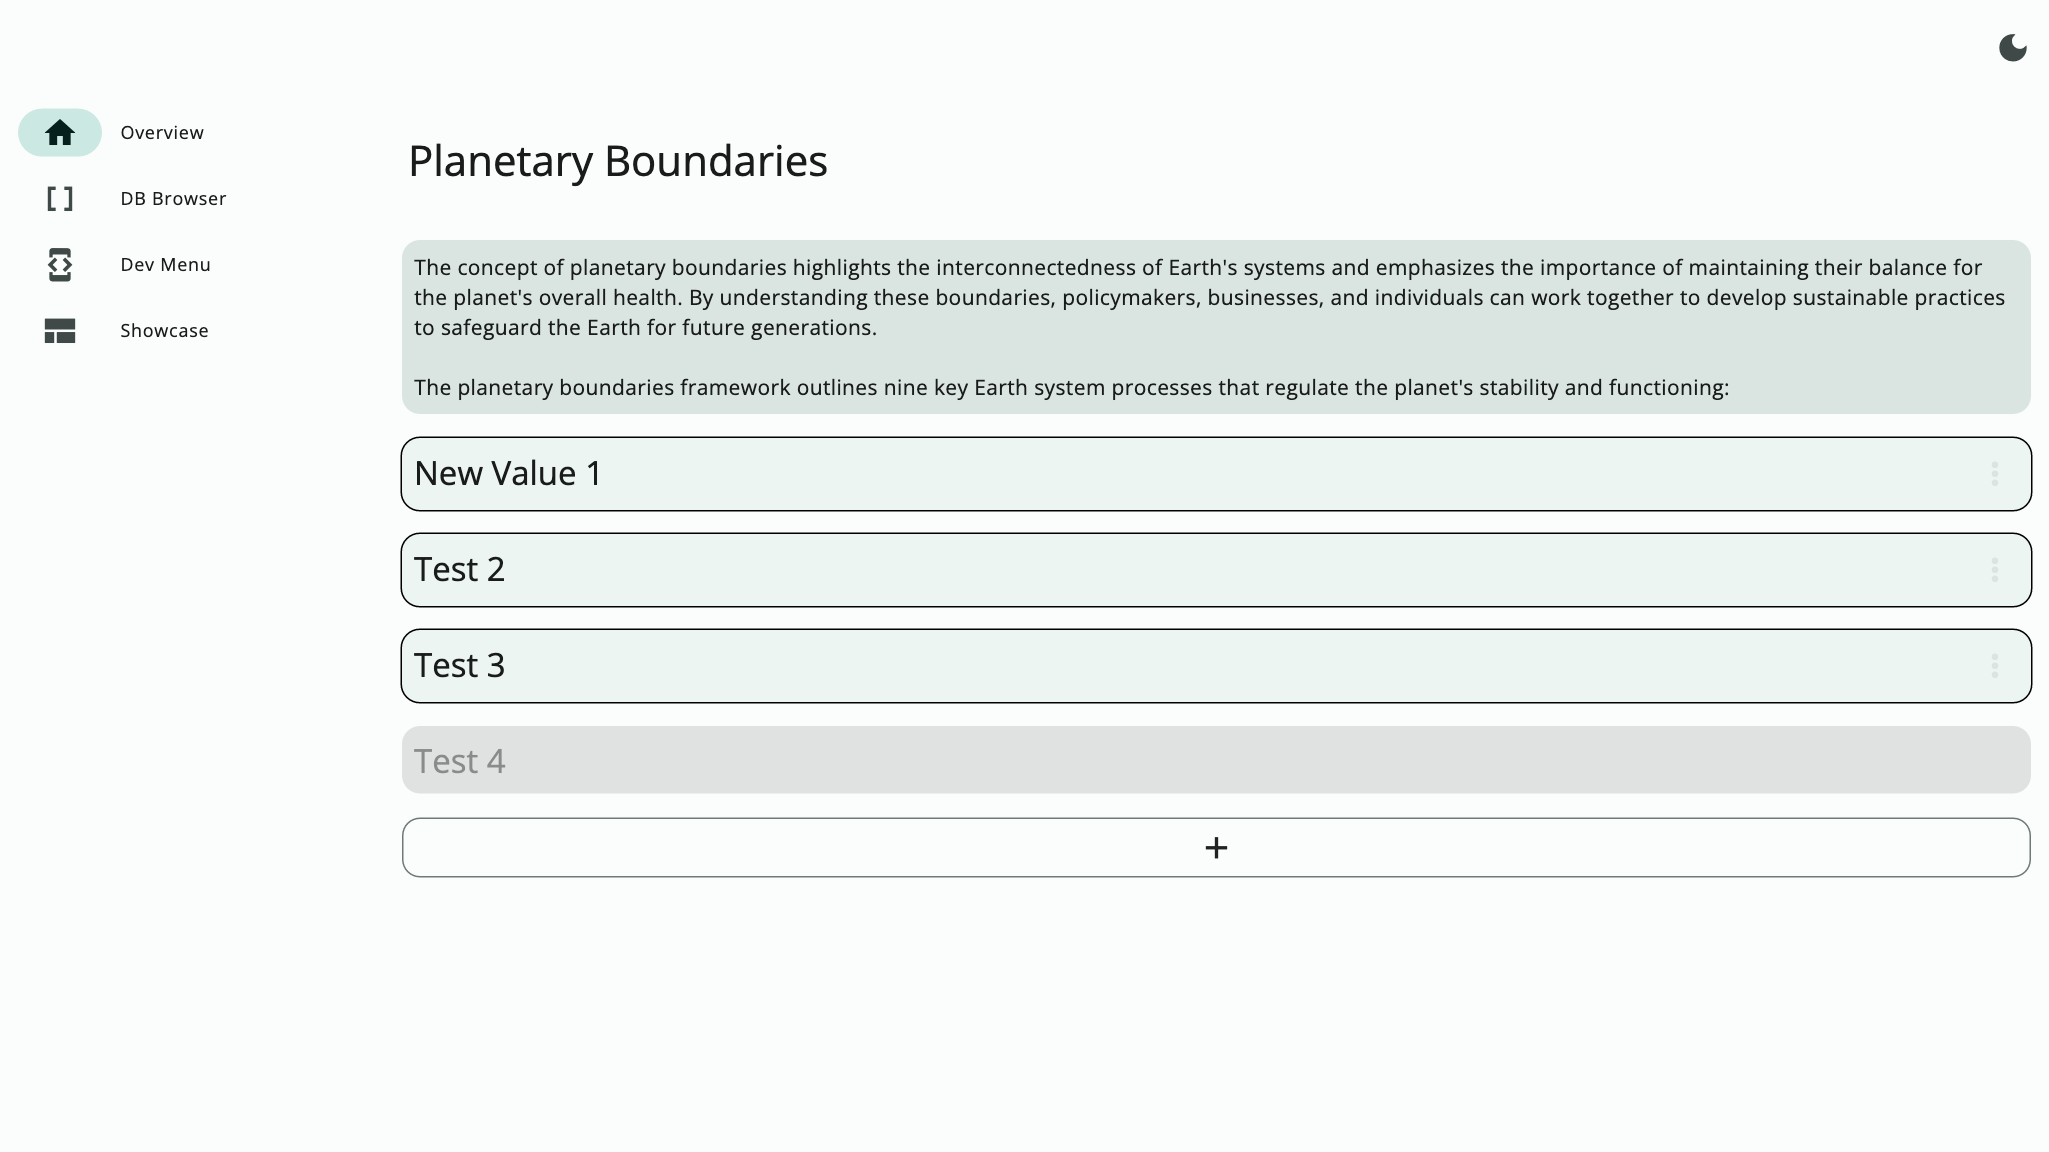 Overview
DB Browser
Dev Menu
Showcase
Planetary Boundaries
The concept of planetary boundaries highlights the interconnectedness of Earth's systems and emphasizes the importance of maintaining their balance for
the planet's overall health. By understanding these boundaries, policymakers, businesses, and individuals can work together to develop sustainable practices
to safeguard the Earth for future generations.
The planetary boundaries framework outlines nine key Earth system processes that regulate the planet's stability and functioning:
New Value 1
Test 2
Test 3
Test 4